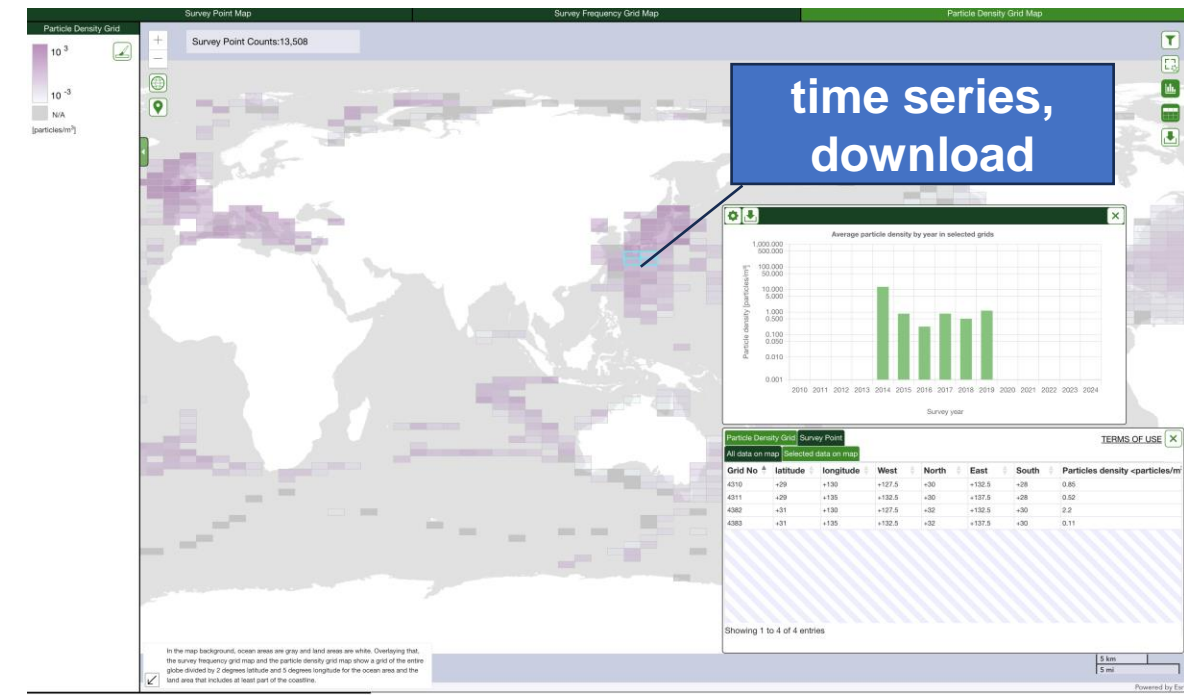 Survey Point Map
Survey Frequency Grid Map
Particle Density Grid Map
Particle Density Grid
10 3
10 -3
N/A
[particles/m³]
+
−
Survey Point Counts:13,508
time series,
download
Average particle density by year in selected grids
Particle density [particles/m³]
1,000.000
500.000
100.000
50.000
10.000
5.000
1.000
0.500
0.100
0.050
0.010
0.001
2010 2011 2012 2013 2014 2015 2016 2017 2018 2019 2020 2021 2022 2023 2024
Survey year
Particle Density Grid Survey Point
TERMS OF USE
All data on map Selected data on map
Grid No latitude longitude West North East South Particles density <particles/m
4310 +29 +130 +127.5 +30 +132.5 +28 0.85
4311 +29 +135 +132.5 +30 +137.5 +28 0.52
4382 +31 +130 +127.5 +32 +132.5 +30 2.2
4383 +31 +135 +132.5 +32 +137.5 +30 0.11
Showing 1 to 4 of 4 entries
In the map background, ocean areas are gray and land areas are white. Overlaying that,
the survey frequency grid map and the particle density grid map show a grid of the entire
globe divided by 2 degrees latitude and 5 degrees longitude for the ocean area and the
land area that includes at least part of the coastline.
5 km
5 mi
Powered by Esr